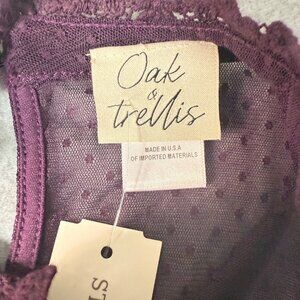 Oak
&
trellis
MADE IN U.S.A
OF IMPORTED MATERIALS